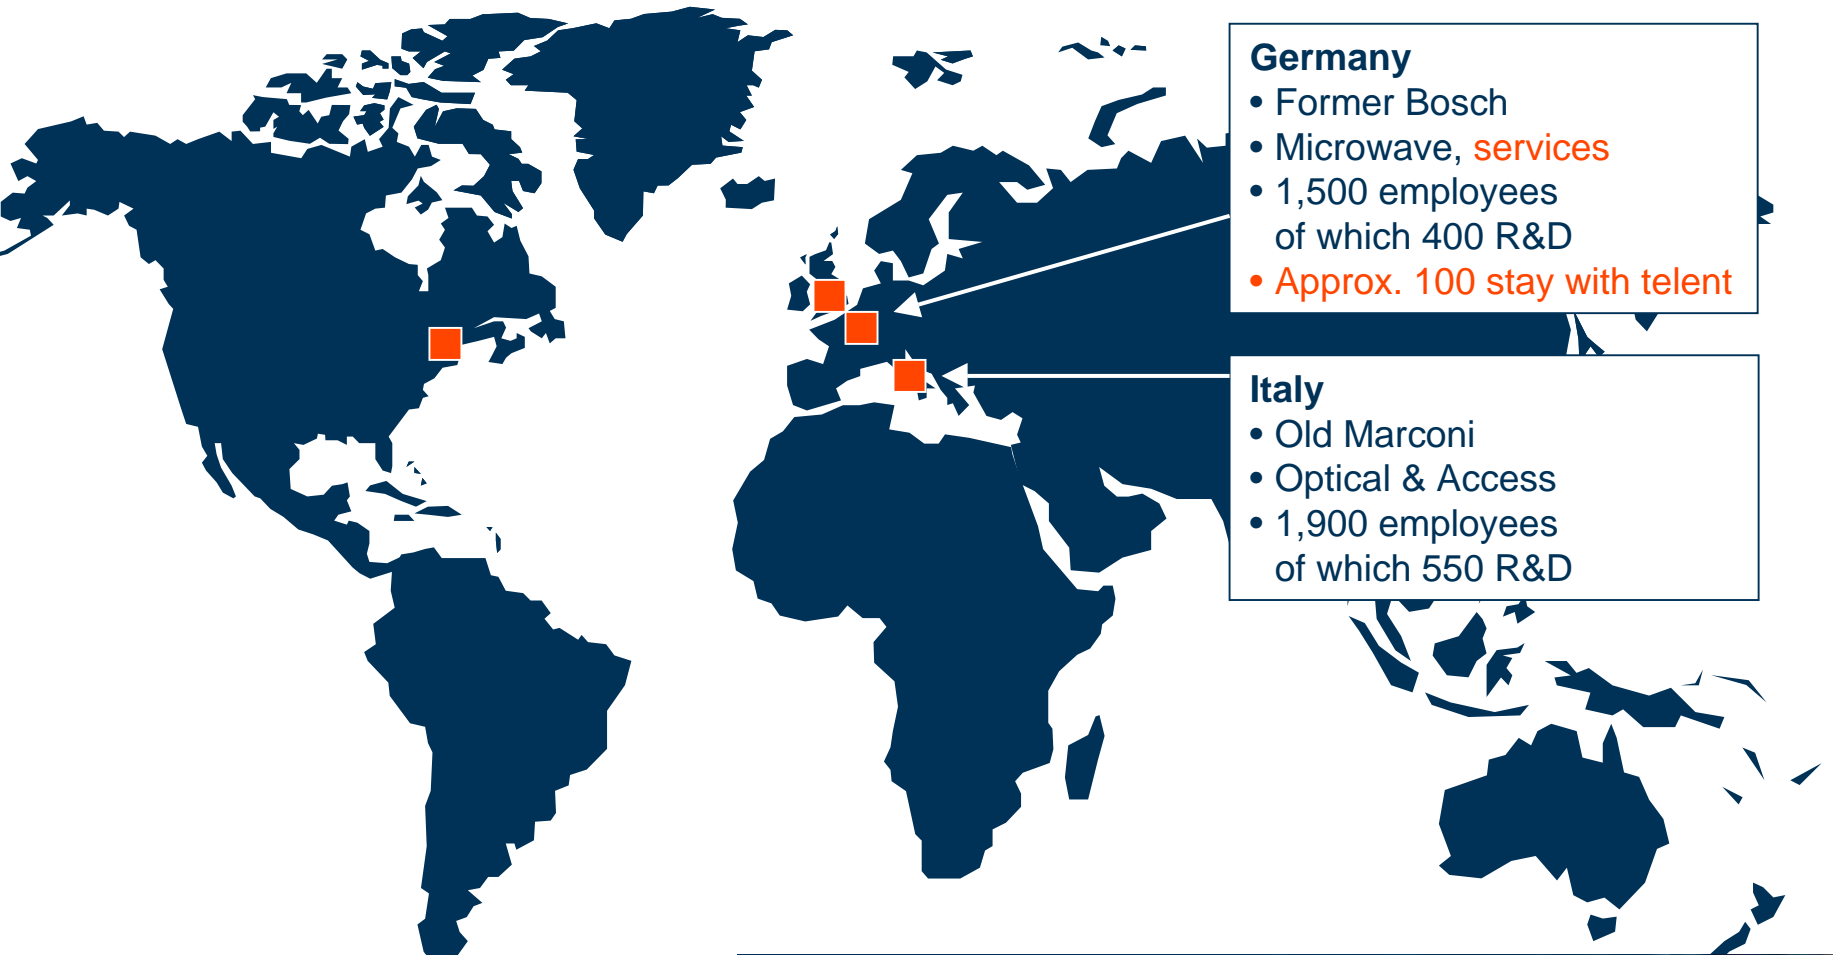 Germany
• Former Bosch
• Microwave, services
• 1,500 employees
of which 400 R&D
• Approx. 100 stay with telent
Italy
• Old Marconi
• Optical & Access
• 1,900 employees
of which 550 R&D